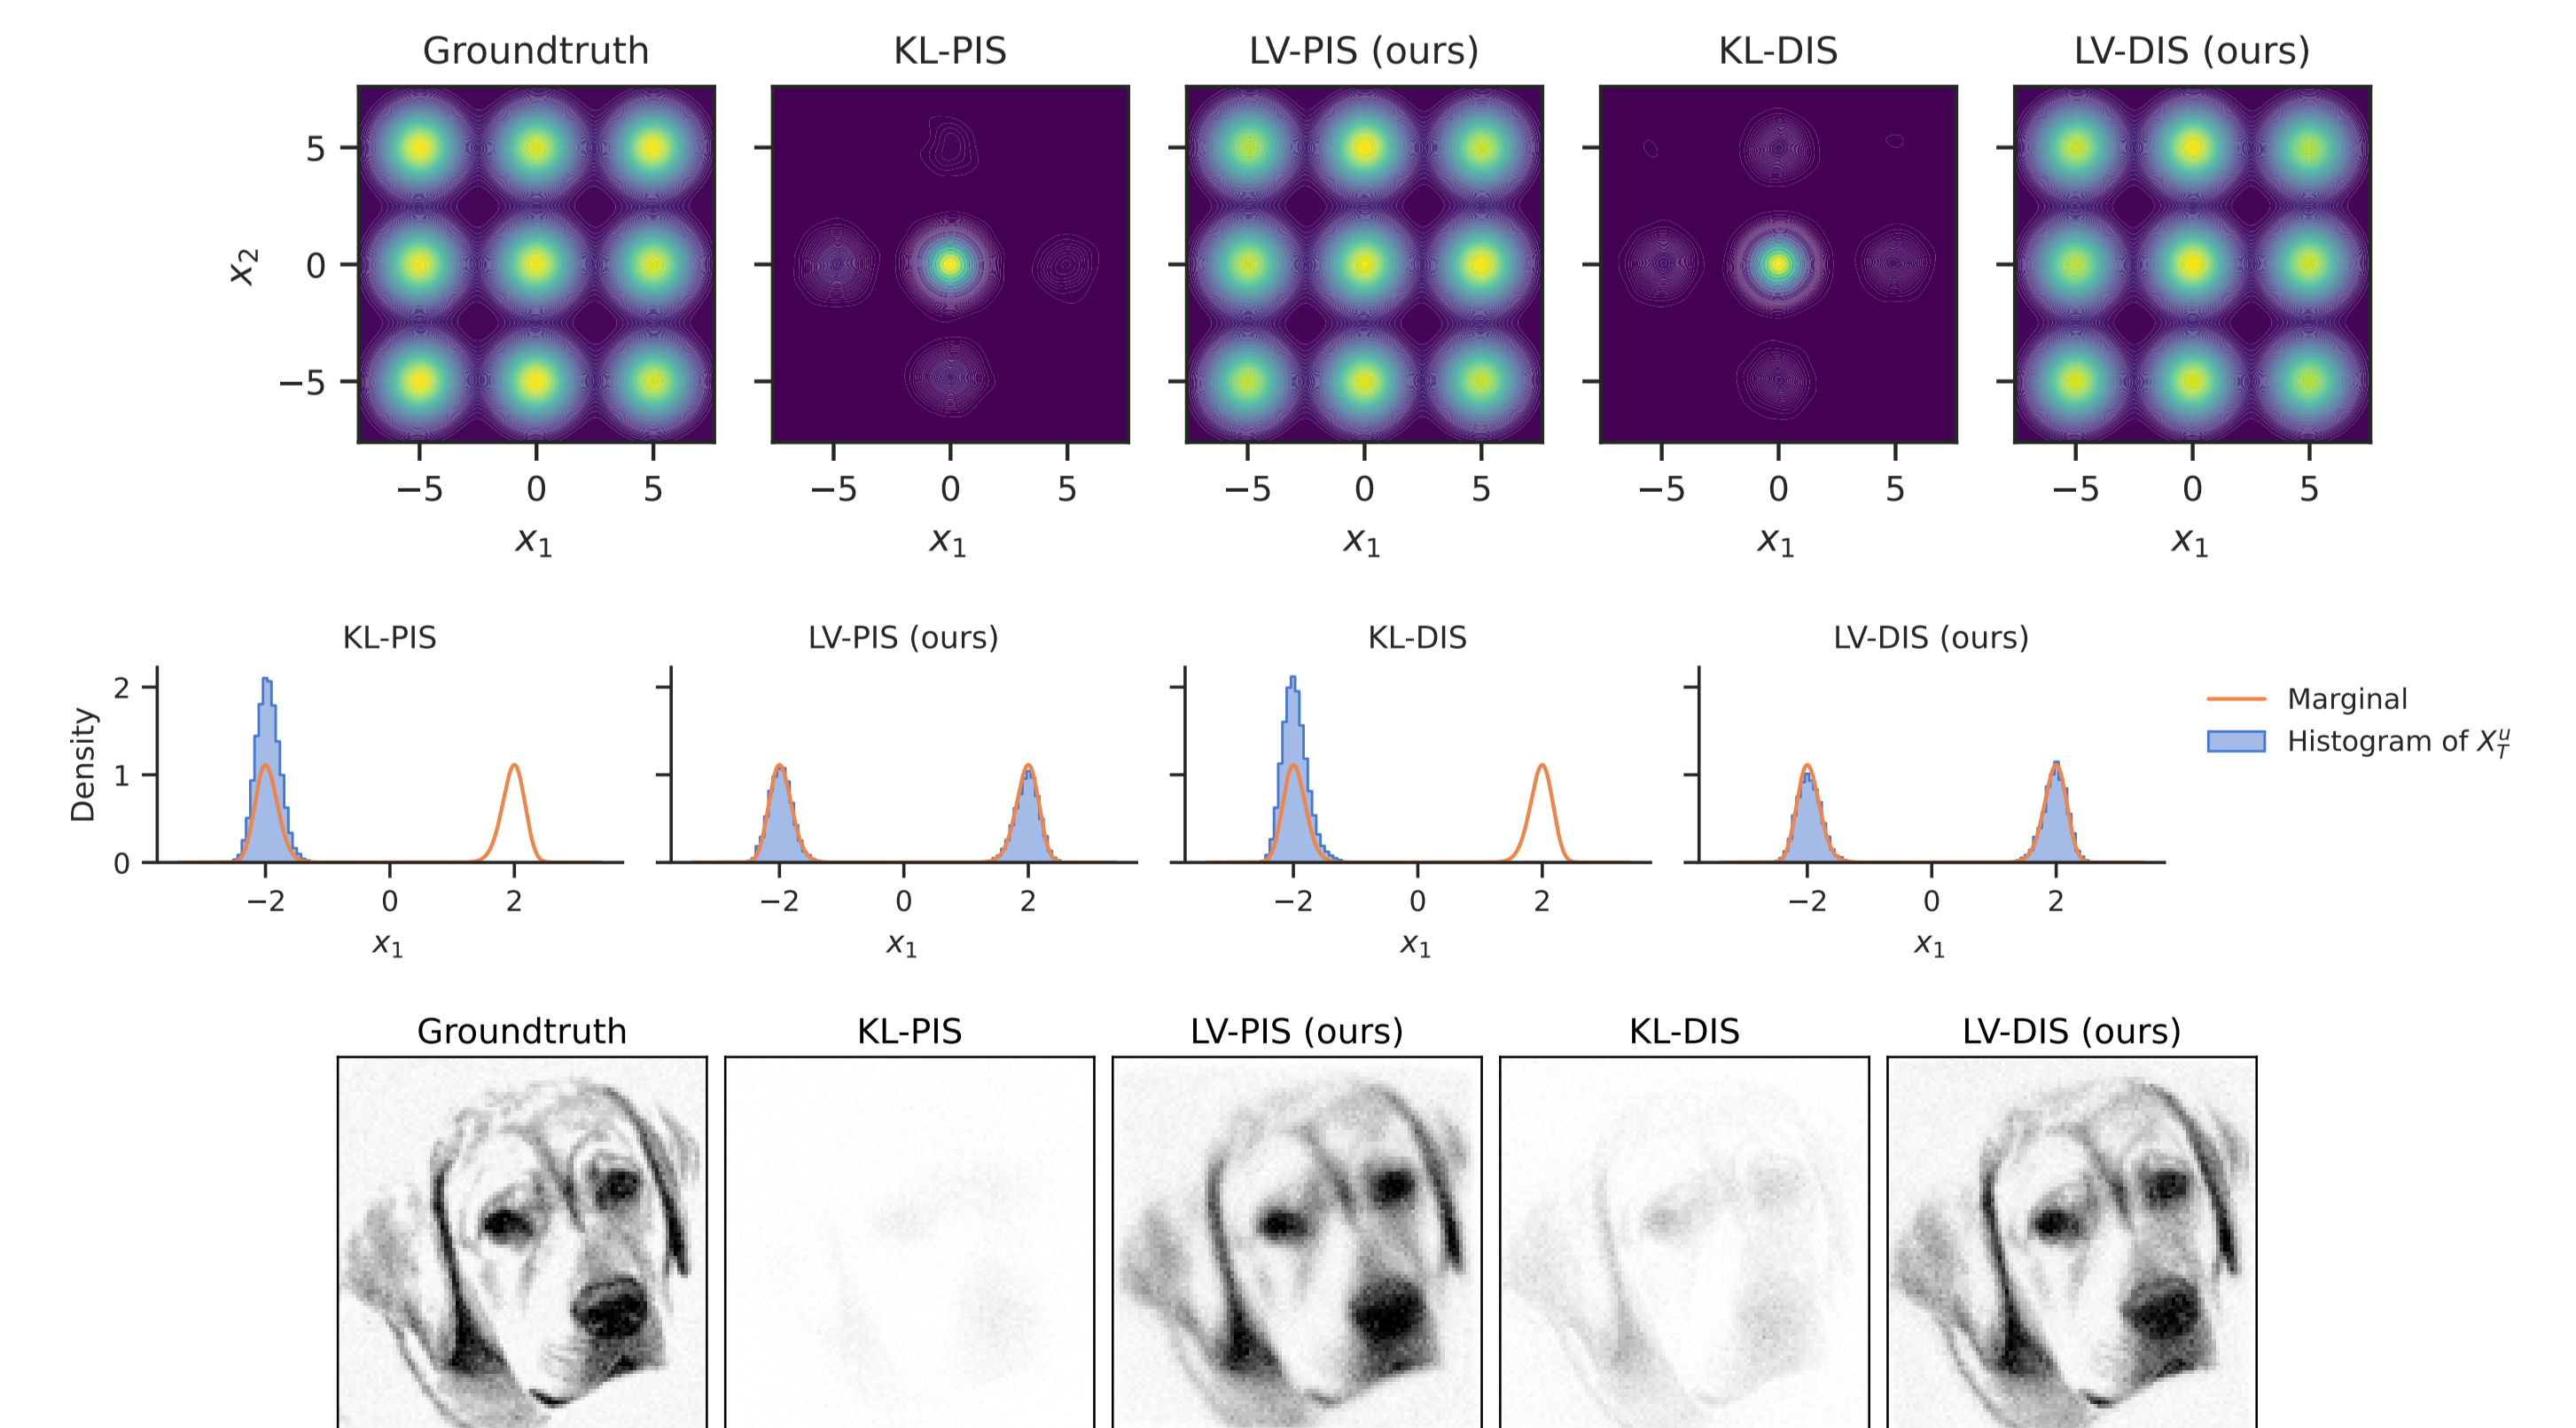 Groundtruth KL-PIS LV-PIS (ours) KL-DIS LV-DIS (ours)
5
0
−5
x₂
−5 0 5 −5 0 5 −5 0 5 −5 0 5 −5 0 5
x₁ x₁ x₁ x₁ x₁
KL-PIS LV-PIS (ours) KL-DIS LV-DIS (ours)
2
1
0
Density
Marginal
Histogram of Xᵤᵀ
−2 0 2 −2 0 2 −2 0 2 −2 0 2
x₁ x₁ x₁ x₁
Groundtruth KL-PIS LV-PIS (ours) KL-DIS LV-DIS (ours)